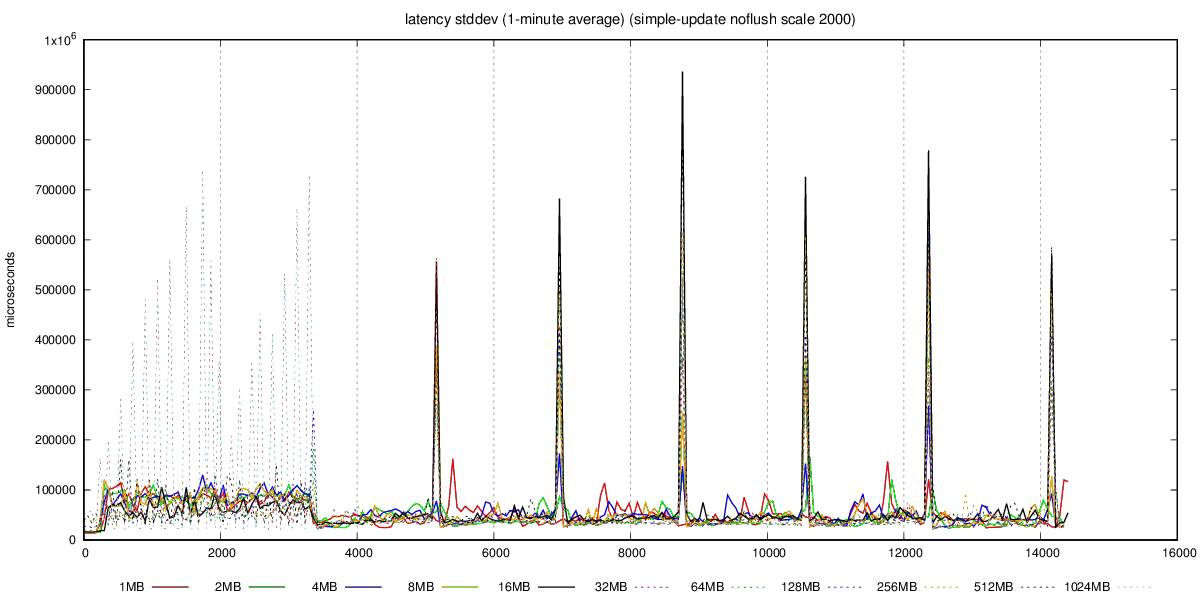 latency stddev (1-minute average) (simple-update noflush scale 2000)
1x10^6
900000
800000
700000
600000
500000
400000
300000
200000
100000
0
microseconds
0 2000 4000 6000 8000 10000 12000 14000 16000
1MB 2MB 4MB 8MB 16MB 32MB 64MB 128MB 256MB 512MB 1024MB